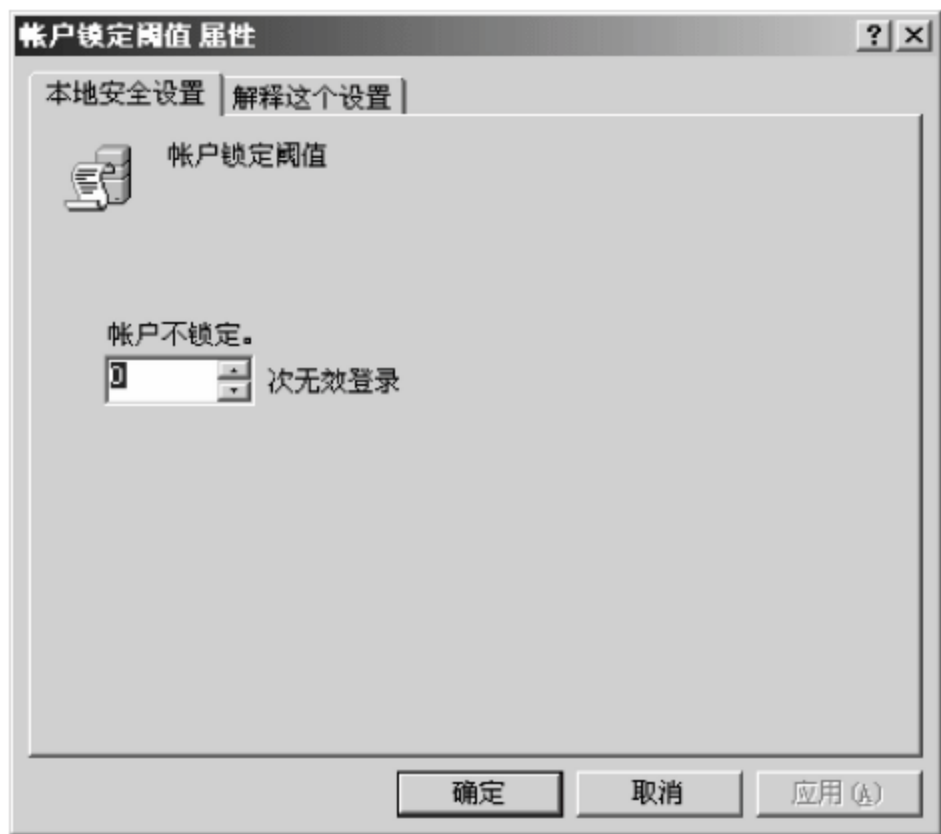 帐户锁定阈值 属性
本地安全设置 解释这个设置
帐户锁定阈值
帐户不锁定。
0 次无效登录
确定 取消 应用(A)